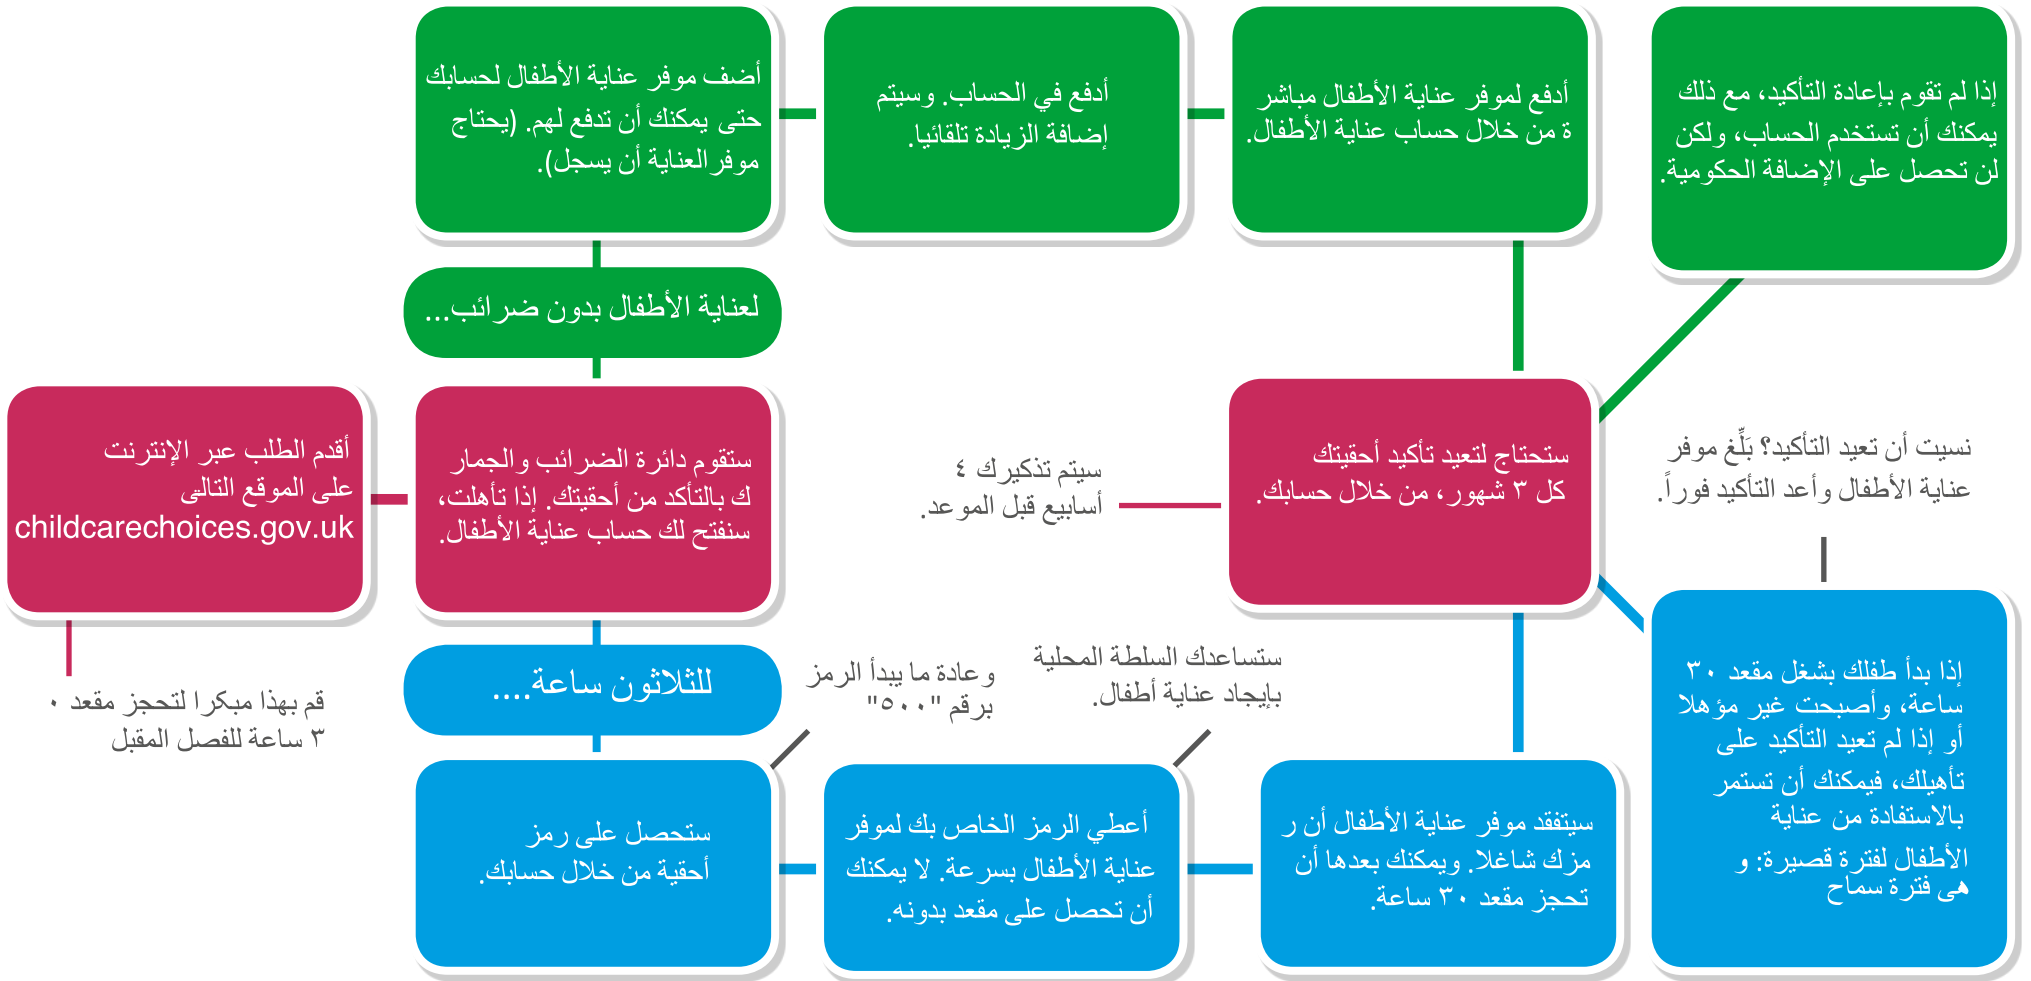 أضف موفر عناية الأطفال لحسابك
حتى يمكنك أن تدفع لهم. (يحتاج
موفرالعناية أن يسجل).
أدفع في الحساب. وسيتم
إضافة الزيادة تلقائيا.
أدفع لموفر عناية الأطفال مباشر
ة من خلال حساب عناية الأطفال.
إذا لم تقوم بإعادة التأكيد، مع ذلك
يمكنك أن تستخدم الحساب، ولكن
لن تحصل على الإضافة الحكومية.
لعناية الأطفال بدون ضرائب...
أقدم الطلب عبر الإنترنت
على الموقع التالى
childcarechoices.gov.uk
ستقوم دائرة الضرائب والجمار
ك بالتأكد من أحقيتك. إذا تأهلت،
سنفتح لك حساب عناية الأطفال.
سيتم تذكيرك ٤
أسابيع قبل الموعد.
ستحتاج لتعيد تأكيد أحقيتك
كل ٣ شهور، من خلال حسابك.
نسيت أن تعيد التأكيد؟ بَلِّغ موفر
عناية الأطفال وأعد التأكيد فوراً.
قم بهذا مبكرا لتحجز مقعد ٠
٣ ساعة للفصل المقبل
للثلاثون ساعة....
وعادة ما يبدأ الرمز
برقم "٥٠٠"
ستساعدك السلطة المحلية
بإيجاد عناية أطفال.
ستحصل على رمز
أحقية من خلال حسابك.
أعطي الرمز الخاص بك لموفر
عناية الأطفال بسرعة. لا يمكنك
أن تحصل على مقعد بدونه.
سيتفقد موفر عناية الأطفال أن ر
مزك شاغلا. ويمكنك بعدها أن
تحجز مقعد ٣٠ ساعة.
إذا بدأ طفلك بشغل مقعد ٣٠
ساعة، وأصبحت غير مؤهلا
أو إذا لم تعيد التأكيد على
تأهيلك، فيمكنك أن تستمر
بالاستفادة من عناية
الأطفال لفترة قصيرة: و
هى فترة سماح